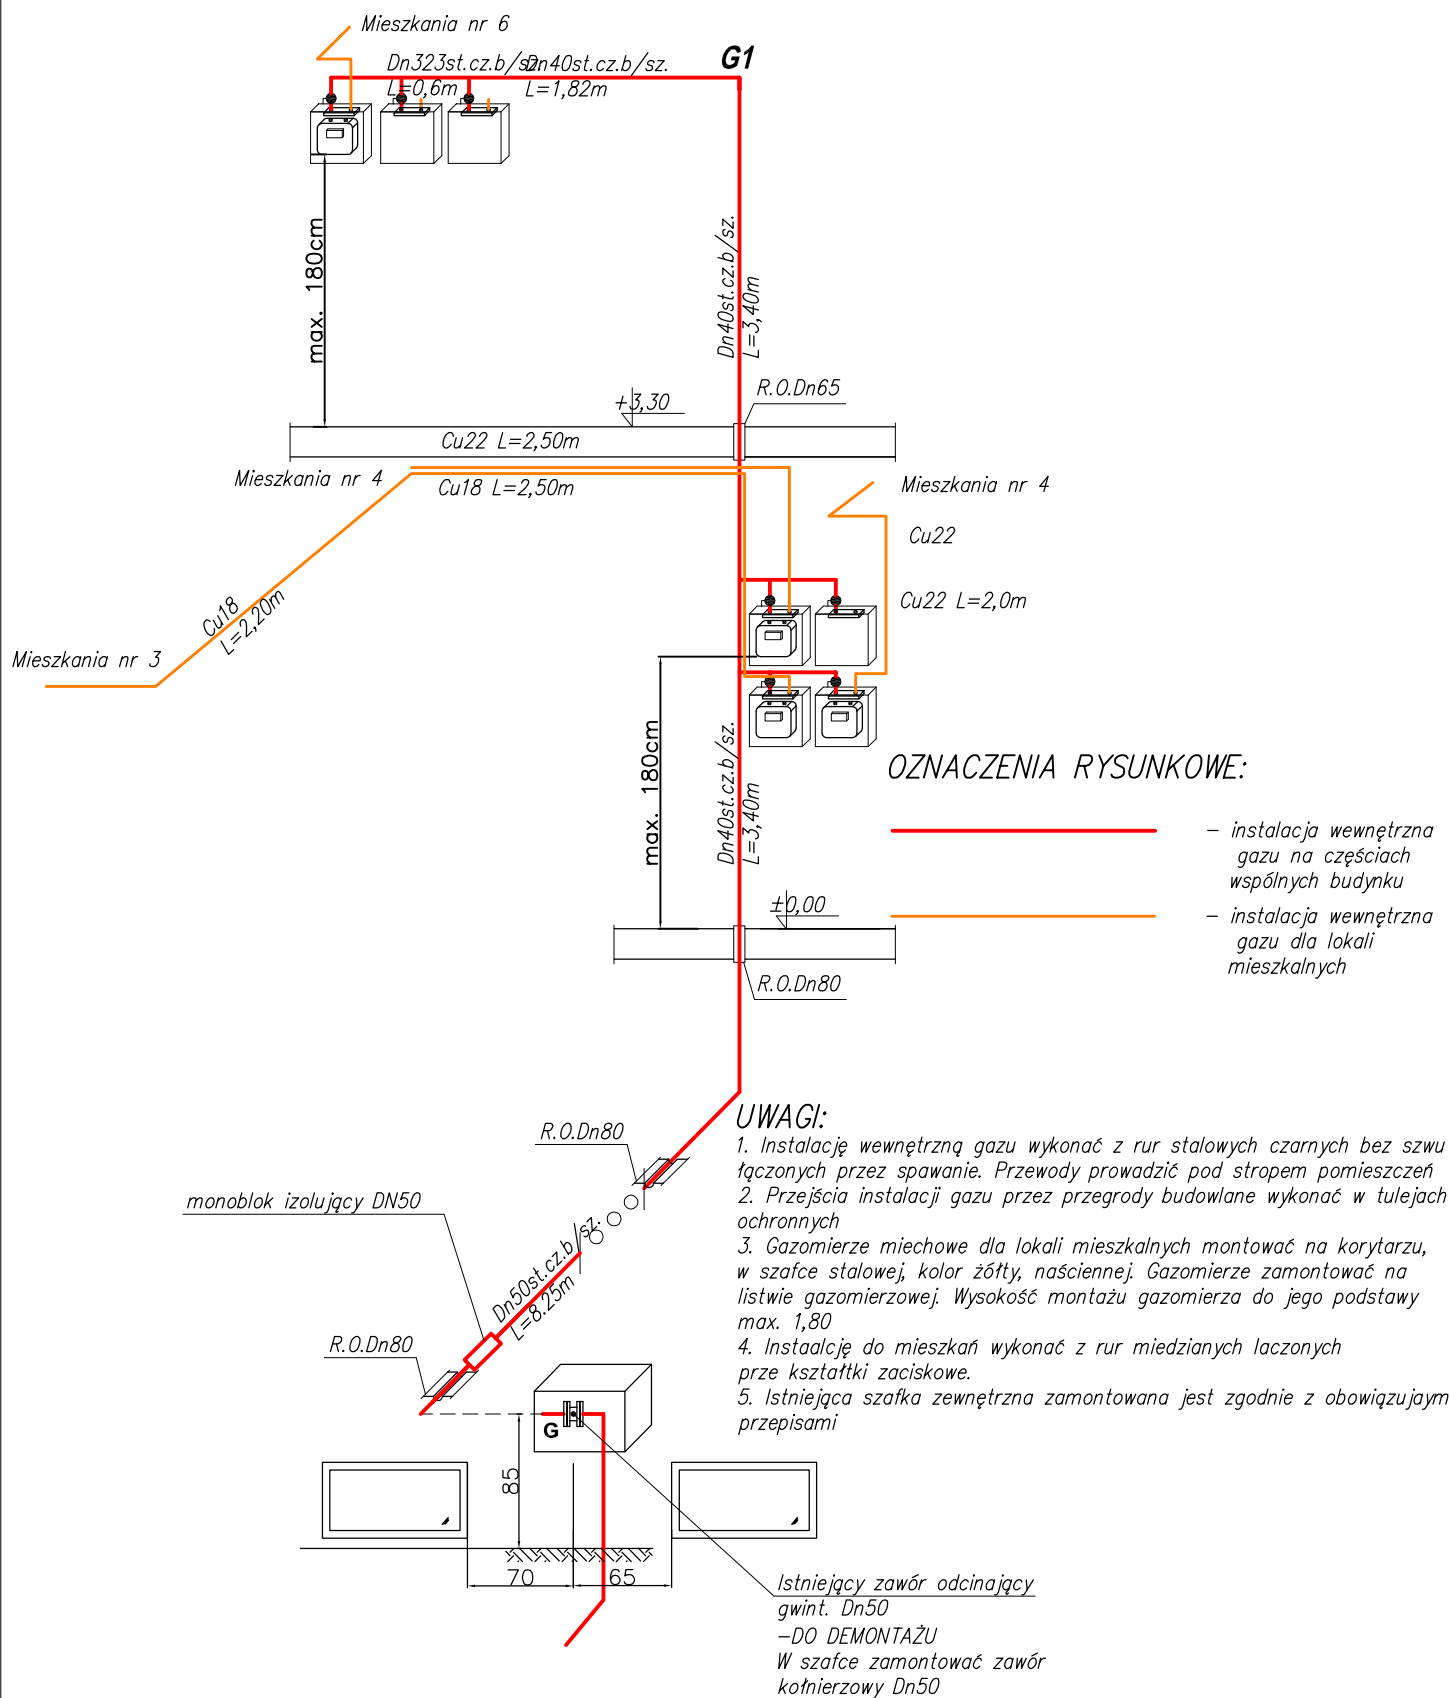 Mieszkania nr 6
Dn323st.cz.b/sz.
L=0,6m
Dn40st.cz.b/sz.
L=1,82m
G1
max. 180cm
Dn40st.cz.b/sz.
L=3,40m
+3,30
R.O.Dn65
Cu22 L=2,50m
Mieszkania nr 4
Cu18 L=2,50m
Mieszkania nr 4
Cu22
Cu22 L=2,0m
Cu18
L=2,20m
Mieszkania nr 3
max. 180cm
Dn40st.cz.b/sz.
L=3,40m
OZNACZENIA RYSUNKOWE:
– instalacja wewnętrzna
gazu na częściach
wspólnych budynku
– instalacja wewnętrzna
gazu dla lokali
mieszkalnych
±0,00
R.O.Dn80
UWAGI:
1. Instalację wewnętrzną gazu wykonać z rur stalowych czarnych bez szwu
łączonych przez spawanie. Przewody prowadzić pod stropem pomieszczeń
2. Przejścia instalacji gazu przez przegrody budowlane wykonać w tulejach
ochronnych
3. Gazomierze miechowe dla lokali mieszkalnych montować na korytarzu,
w szafce stalowej, kolor żółty, naściennej. Gazomierze zamontować na
listwie gazomierzowej. Wysokość montażu gazomierza do jego podstawy
max. 1,80
4. Instaalcję do mieszkań wykonać z rur miedzianych laczonych
prze kształtki zaciskowe.
5. Istniejąca szafka zewnętrzna zamontowana jest zgodnie z obowiązujaym
przepisami
R.O.Dn80
monoblok izolujący DN50
Dn50st.cz.b/sz.
L=8.25m
R.O.Dn80
G
85
70
65
Istniejący zawór odcinający
gwint. Dn50
–DO DEMONTAŻU
W szafce zamontować zawór
kołnierzowy Dn50